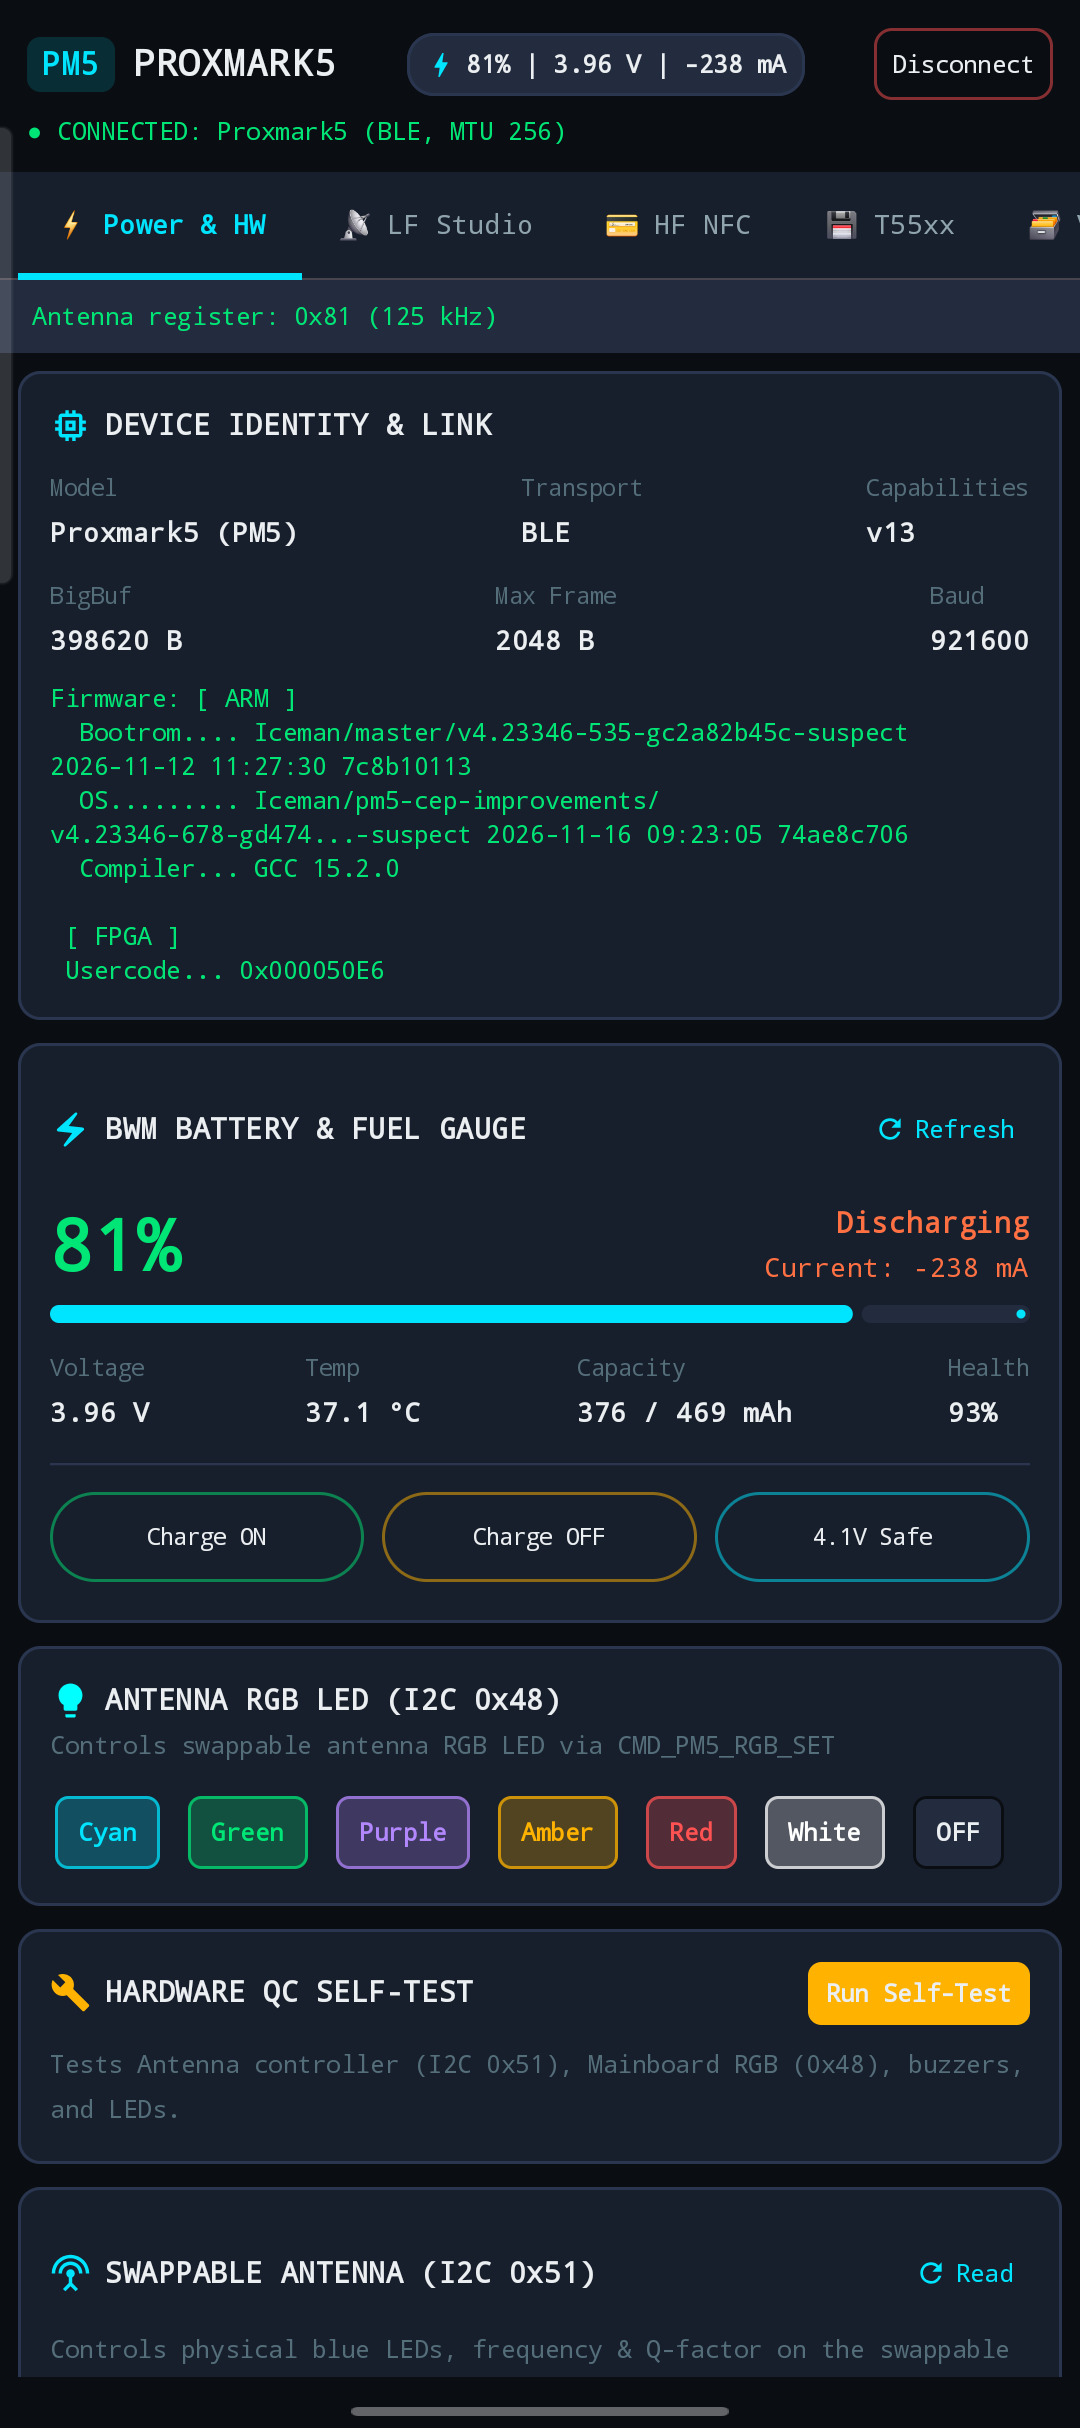 PM5 PROXMARK5 81% | 3.96 V | -238 mA Disconnect
● CONNECTED: Proxmark5 (BLE, MTU 256)
Power & HW LF Studio HF NFC T55xx
Antenna register: 0x81 (125 kHz)
DEVICE IDENTITY & LINK
Model Transport Capabilities
Proxmark5 (PM5) BLE v13
BigBuf Max Frame Baud
398620 B 2048 B 921600
Firmware: [ ARM ]
Bootrom.... Iceman/master/v4.23346-535-gc2a82b45c-suspect
2026-11-12 11:27:30 7c8b10113
OS......... Iceman/pm5-cep-improvements/
v4.23346-678-gd474...-suspect 2026-11-16 09:23:05 74ae8c706
Compiler... GCC 15.2.0
[ FPGA ]
Usercode... 0x000050E6
BWM BATTERY & FUEL GAUGE Refresh
81% Discharging
Current: -238 mA
Voltage Temp Capacity Health
3.96 V 37.1 °C 376 / 469 mAh 93%
Charge ON Charge OFF 4.1V Safe
ANTENNA RGB LED (I2C 0x48)
Controls swappable antenna RGB LED via CMD_PM5_RGB_SET
Cyan Green Purple Amber Red White OFF
HARDWARE QC SELF-TEST Run Self-Test
Tests Antenna controller (I2C 0x51), Mainboard RGB (0x48), buzzers,
and LEDs.
SWAPPABLE ANTENNA (I2C 0x51) Read
Controls physical blue LEDs, frequency & Q-factor on the swappable